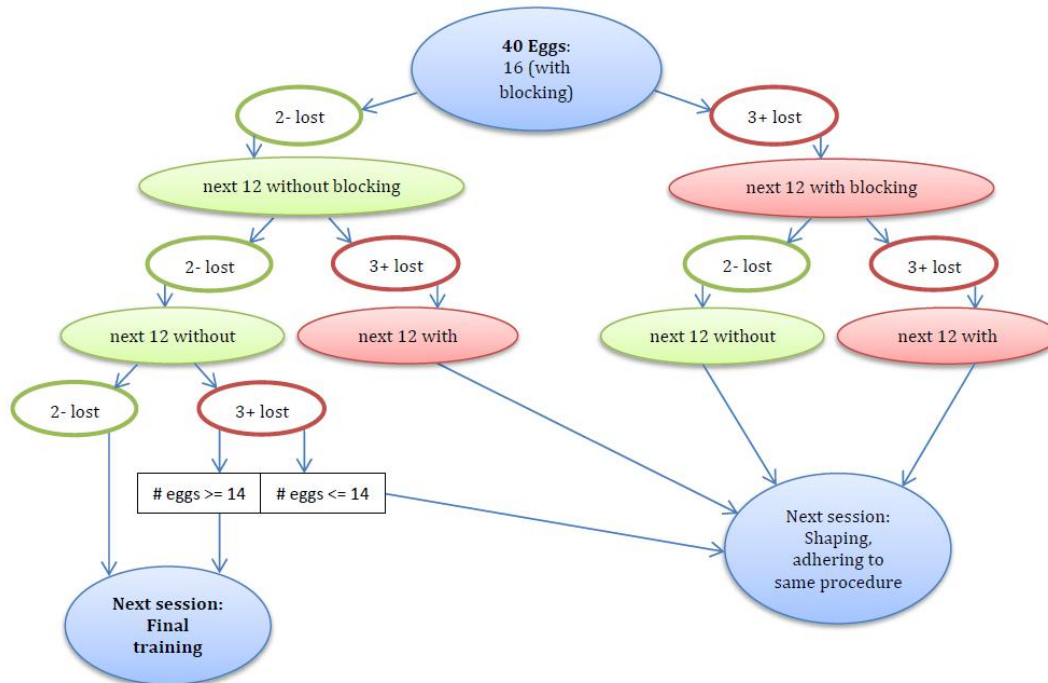 40 Eggs:
16 (with
blocking)
2- lost
3+ lost
next 12 without blocking
next 12 with blocking
2- lost
3+ lost
2- lost
3+ lost
next 12 without
next 12 with
next 12 without
next 12 with
2- lost
3+ lost
# eggs >= 14
# eggs <= 14
Next session:
Shaping,
adhering to
same procedure
Next session:
Final
training